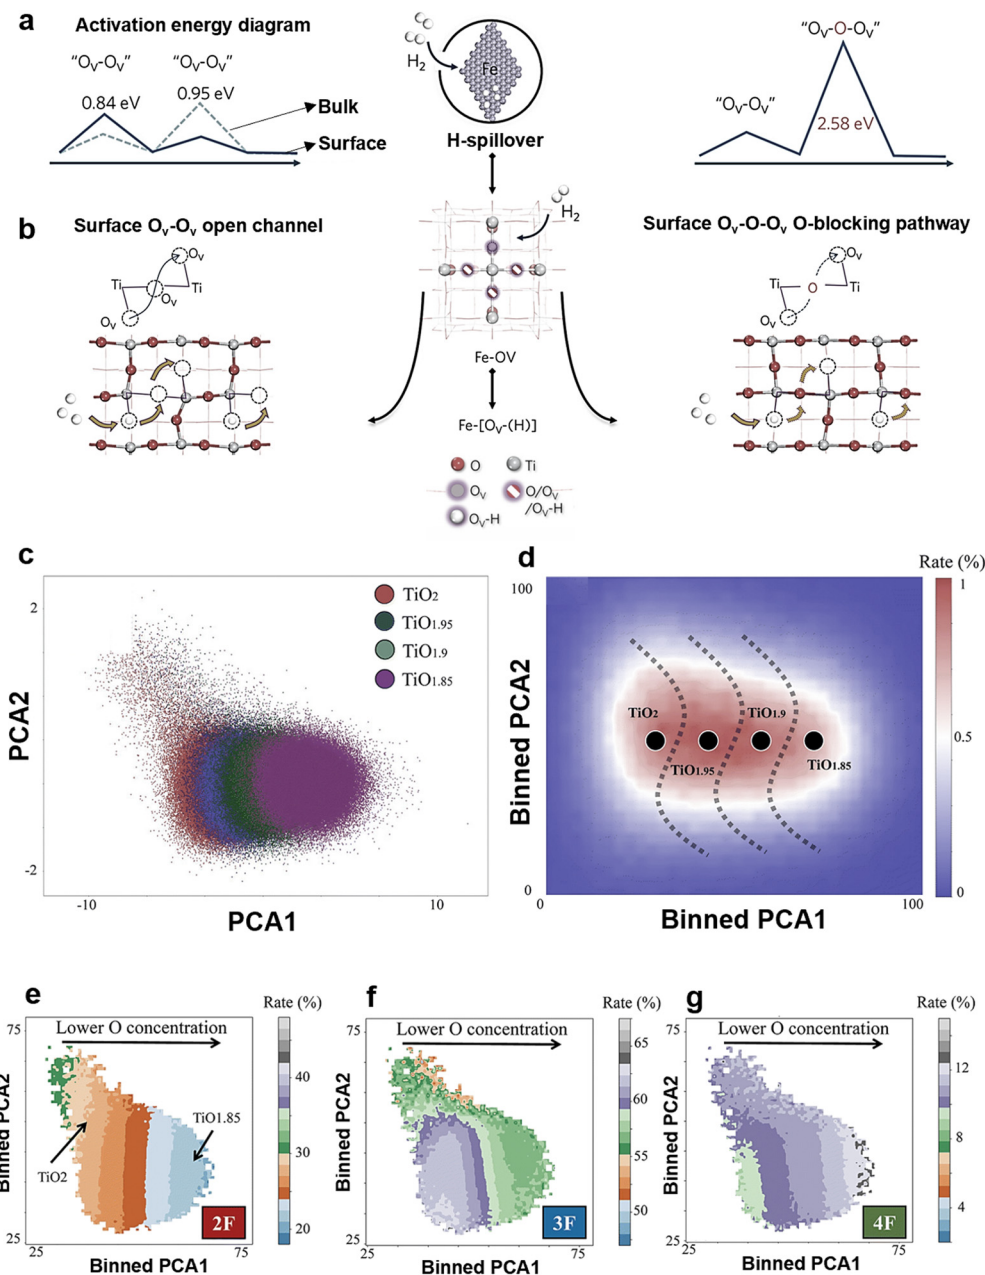 a
Activation energy diagram
"Oᵥ-Oᵥ"
"Oᵥ-Oᵥ"
0.84 eV
0.95 eV
Bulk
Surface
H₂
Fe
H-spillover
"Oᵥ-O-Oᵥ"
"Oᵥ-Oᵥ"
2.58 eV
b
Surface Oᵥ-Oᵥ open channel
Oᵥ
Ti
Ti
Oᵥ
Oᵥ
H₂
Fe-OV
Fe-[Oᵥ-(H)]
O
Ti
Oᵥ
O/Oᵥ
/Oᵥ-H
Oᵥ-H
Surface Oᵥ-O-Oᵥ O-blocking pathway
Oᵥ
Ti
O
Ti
Oᵥ
c
2
TiO₂
TiO₁.₉₅
TiO₁.₉
TiO₁.₈₅
PCA2
-2
-10
10
PCA1
d
Rate (%)
100
1
TiO₂
TiO₁.₉
0.5
TiO₁.₉₅
TiO₁.₈₅
Binned PCA2
0
0
0
100
Binned PCA1
e
Rate (%)
75
Lower O concentration
40
TiO1.85
TiO2
30
20
2F
Binned PCA2
25
25
75
Binned PCA1
f
Rate (%)
75
Lower O concentration
65
60
55
50
3F
Binned PCA2
25
25
75
Binned PCA1
g
Rate (%)
75
Lower O concentration
12
8
4
4F
Binned PCA2
25
25
75
Binned PCA1